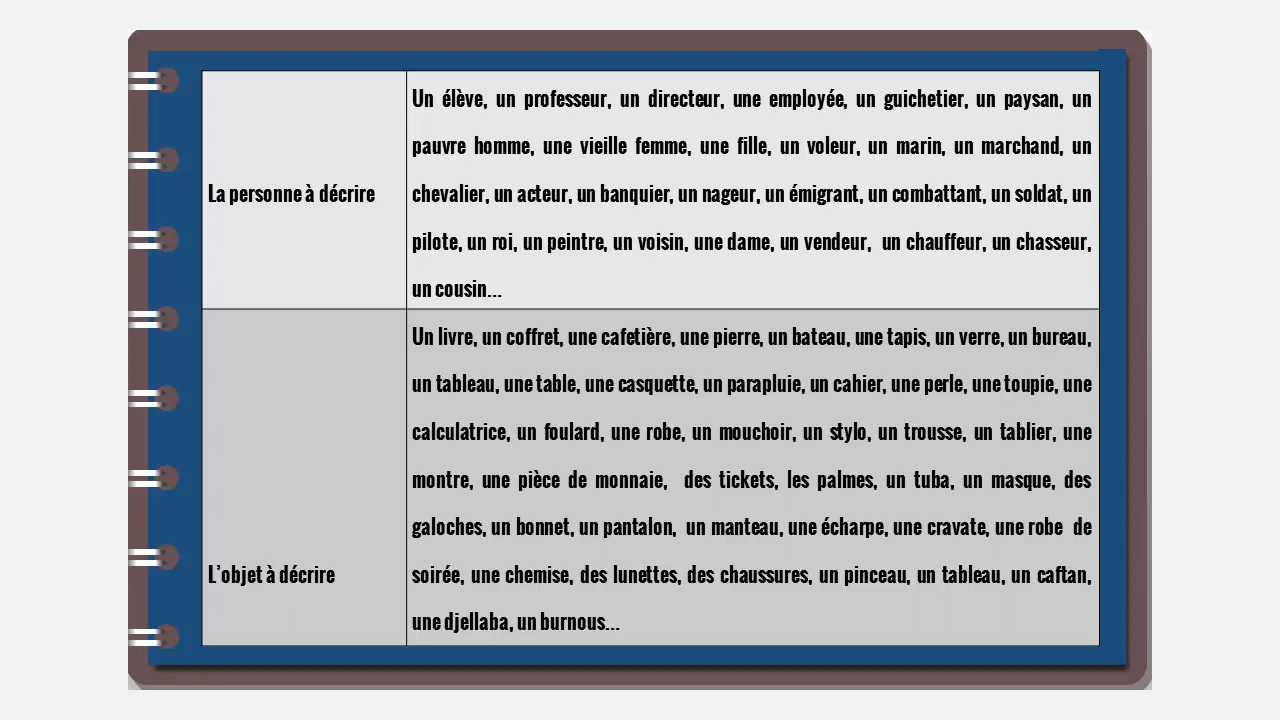 La personne à décrire
Un élève, un professeur, un directeur, une employée, un guichetier, un paysan, un
pauvre homme, une vieille femme, une fille, un voleur, un marin, un marchand, un
chevalier, un acteur, un banquier, un nageur, un émigrant, un combattant, un soldat, un
pilote, un roi, un peintre, un voisin, une dame, un vendeur, un chauffeur, un chasseur,
un cousin...
L'objet à décrire
Un livre, un coffret, une cafetière, une pierre, un bateau, une tapis, un verre, un bureau,
un tableau, une table, une casquette, un parapluie, un cahier, une perle, une toupie, une
calculatrice, un foulard, une robe, un mouchoir, un stylo, un trousse, un tablier, une
montre, une pièce de monnaie, des tickets, les palmes, un tuba, un masque, des
galoches, un bonnet, un pantalon, un manteau, une écharpe, une cravate, une robe de
soirée, une chemise, des lunettes, des chaussures, un pinceau, un tableau, un caftan,
une djellaba, un burnous...